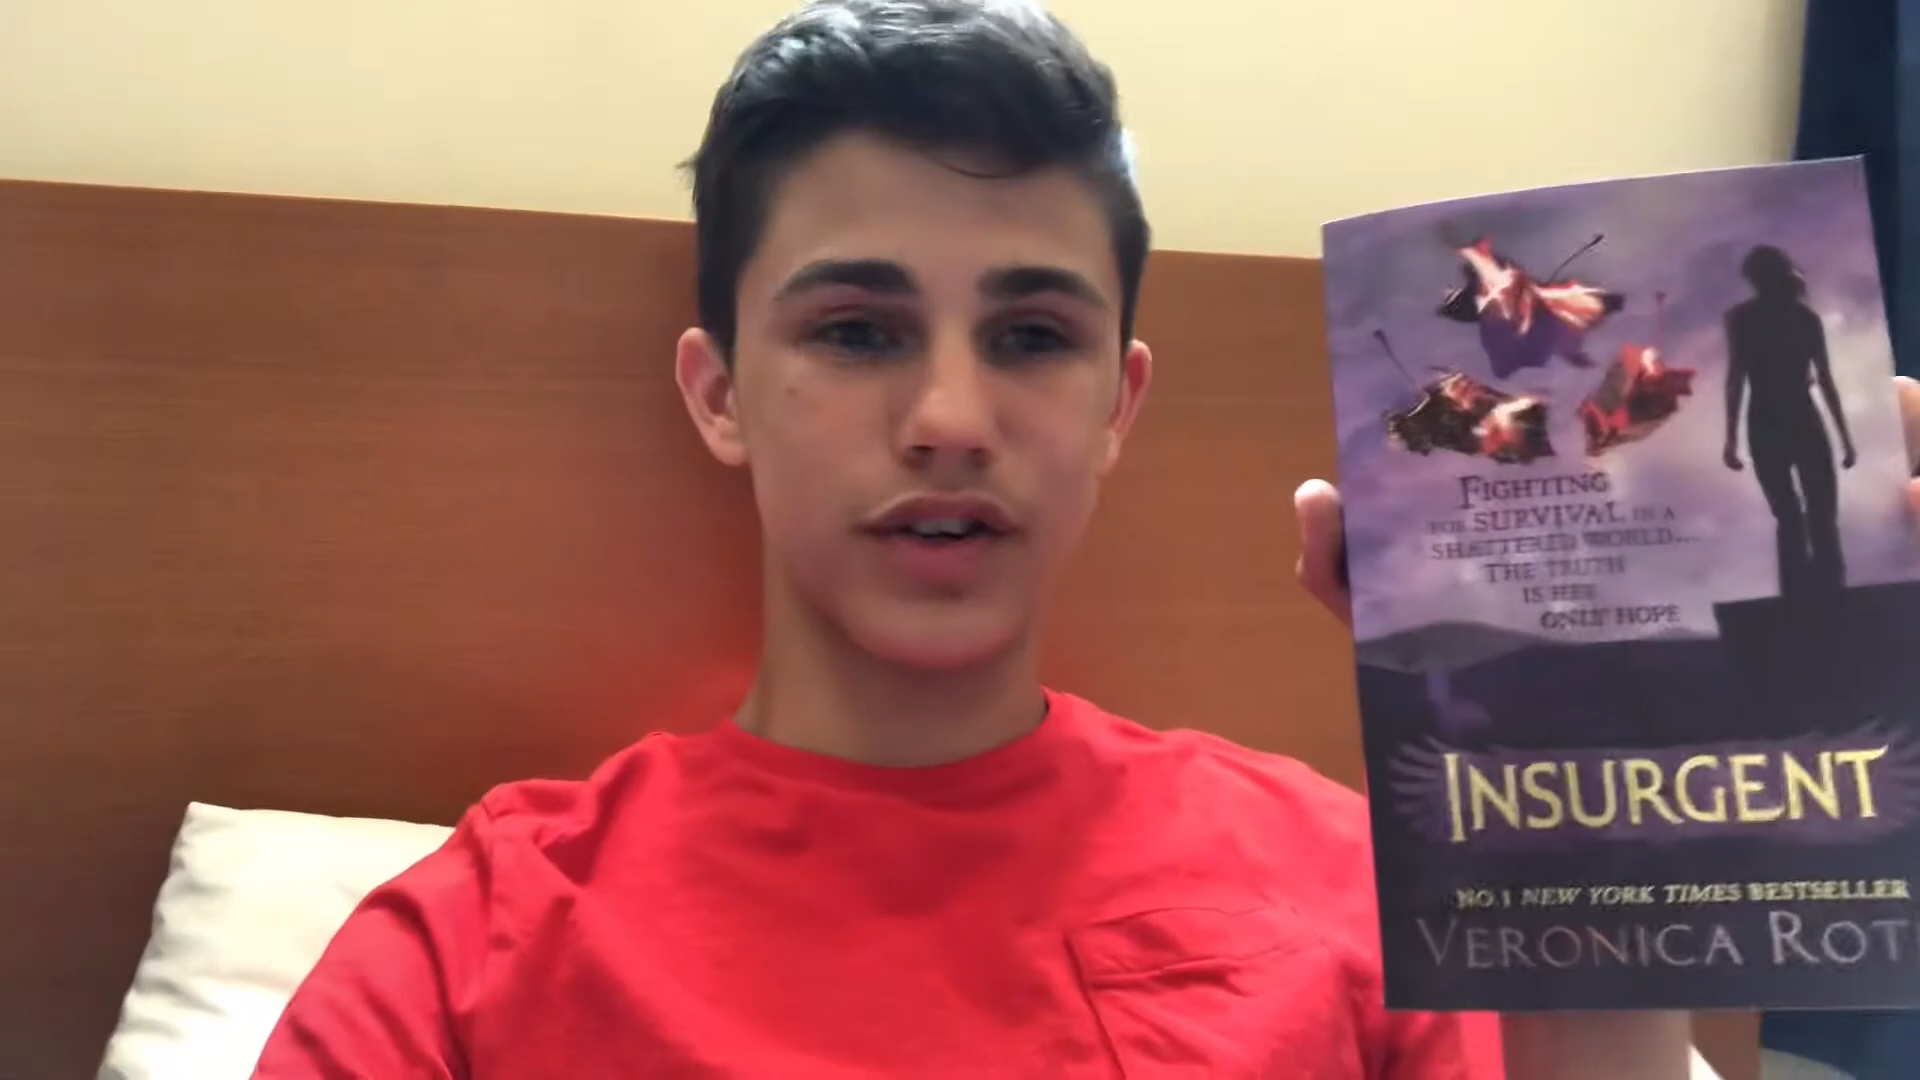 FIGHTING
FOR SURVIVAL IN A
SHATTERED WORLD...
THE TRUTH
IS HER
ONLY HOPE
INSURGENT
NO.1 NEW YORK TIMES BESTSELLER
VERONICA ROT